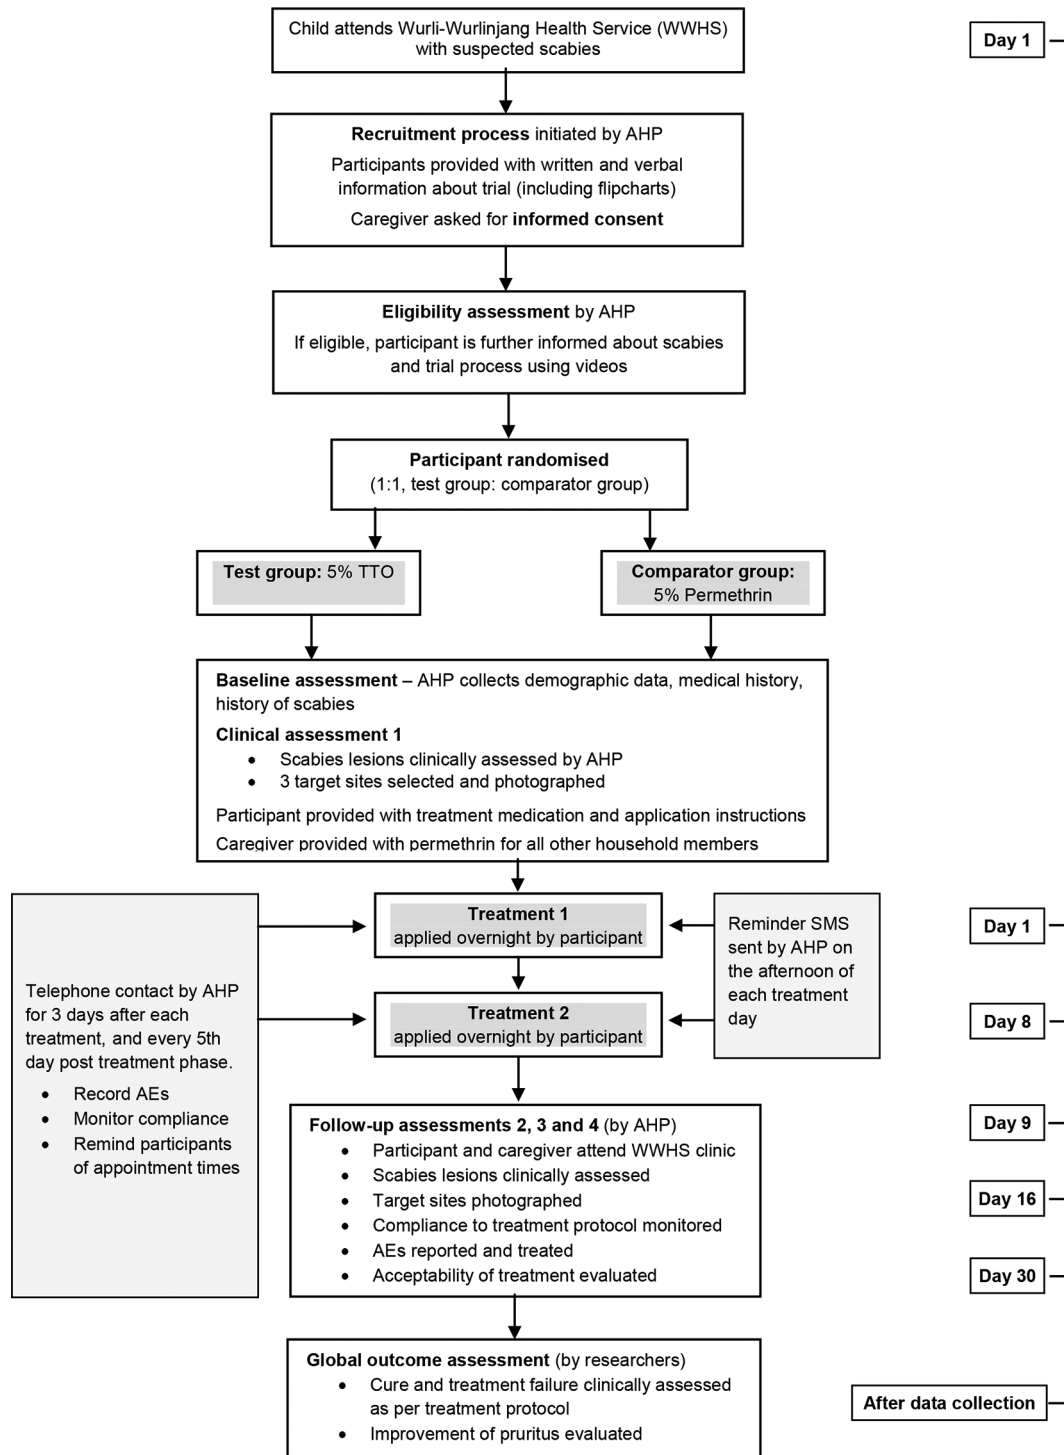 Child attends Wurli-Wurlinjang Health Service (WWHS)
with suspected scabies
Day 1
Recruitment process initiated by AHP
Participants provided with written and verbal
information about trial (including flipcharts)
Caregiver asked for informed consent
Eligibility assessment by AHP
If eligible, participant is further informed about scabies
and trial process using videos
Participant randomised
(1:1, test group: comparator group)
Test group: 5% TTO
Comparator group:
5% Permethrin
Baseline assessment – AHP collects demographic data, medical history,
history of scabies
Clinical assessment 1
• Scabies lesions clinically assessed by AHP
• 3 target sites selected and photographed
Participant provided with treatment medication and application instructions
Caregiver provided with permethrin for all other household members
Telephone contact by AHP
for 3 days after each
treatment, and every 5th
day post treatment phase.
• Record AEs
• Monitor compliance
• Remind participants
of appointment times
Treatment 1
applied overnight by participant
Treatment 2
applied overnight by participant
Reminder SMS
sent by AHP on
the afternoon of
each treatment
day
Day 1
Day 8
Follow-up assessments 2, 3 and 4 (by AHP)
• Participant and caregiver attend WWHS clinic
• Scabies lesions clinically assessed
• Target sites photographed
• Compliance to treatment protocol monitored
• AEs reported and treated
• Acceptability of treatment evaluated
Day 9
Day 16
Day 30
Global outcome assessment (by researchers)
• Cure and treatment failure clinically assessed
as per treatment protocol
• Improvement of pruritus evaluated
After data collection